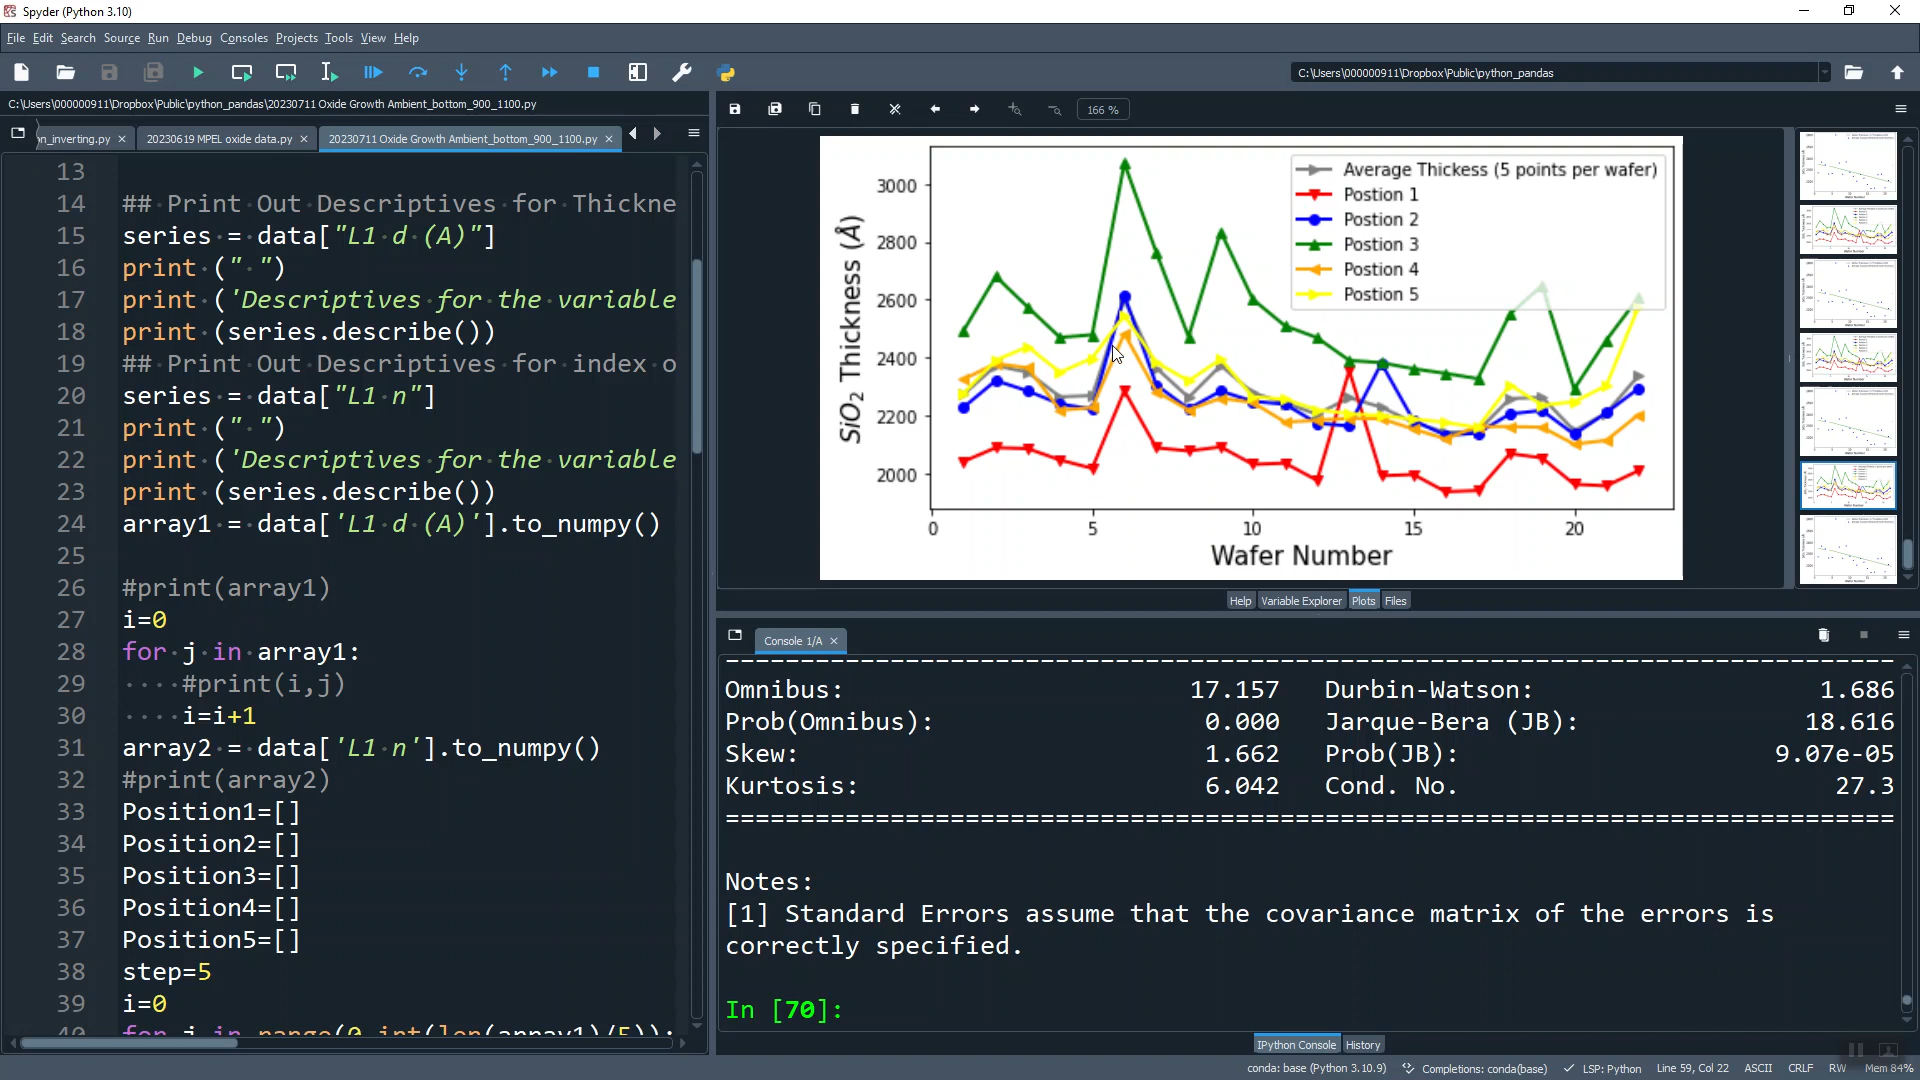 Spyder (Python 3.10)
File Edit Search Source Run Debug Consoles Projects Tools View Help
C:\Users\000000911\Dropbox\Public\python_pandas
C:\Users\000000911\Dropbox\Public\python_pandas\20230711 Oxide Growth Ambient_bottom_900_1100.py
n_inverting.py
20230619 MPEL oxide data.py
20230711 Oxide Growth Ambient_bottom_900_1100.py
13
14 ## Print Out Descriptives for Thickne
15 series = data["L1 d (A)"]
16 print (" ")
17 print ('Descriptives for the variable
18 print (series.describe())
19 ## Print Out Descriptives for index o
20 series = data["L1 n"]
21 print (" ")
22 print ('Descriptives for the variable
23 print (series.describe())
24 array1 = data['L1 d (A)'].to_numpy()
25
26 #print(array1)
27 i=0
28 for j in array1:
29 ····#print(i,j)
30 ····i=i+1
31 array2 = data['L1 n'].to_numpy()
32 #print(array2)
33 Position1=[]
34 Position2=[]
35 Position3=[]
36 Position4=[]
37 Position5=[]
38 step=5
39 i=0
40 for j in range(0,int(len(array1)/5)):
166 %
SiO2 Thickness (Å)
3000
2800
2600
2400
2200
2000
Average Thickess (5 points per wafer)
Postion 1
Postion 2
Postion 3
Postion 4
Postion 5
0 5 10 15 20
Wafer Number
Help Variable Explorer Plots Files
Console 1/A
Omnibus: 17.157 Durbin-Watson: 1.686
Prob(Omnibus): 0.000 Jarque-Bera (JB): 18.616
Skew: 1.662 Prob(JB): 9.07e-05
Kurtosis: 6.042 Cond. No. 27.3
==============================================================================
Notes:
[1] Standard Errors assume that the covariance matrix of the errors is
correctly specified.
In [70]:
IPython Console History
conda: base (Python 3.10.9) Completions: conda(base) LSP: Python Line 59, Col 22 ASCII CRLF RW Mem 84%